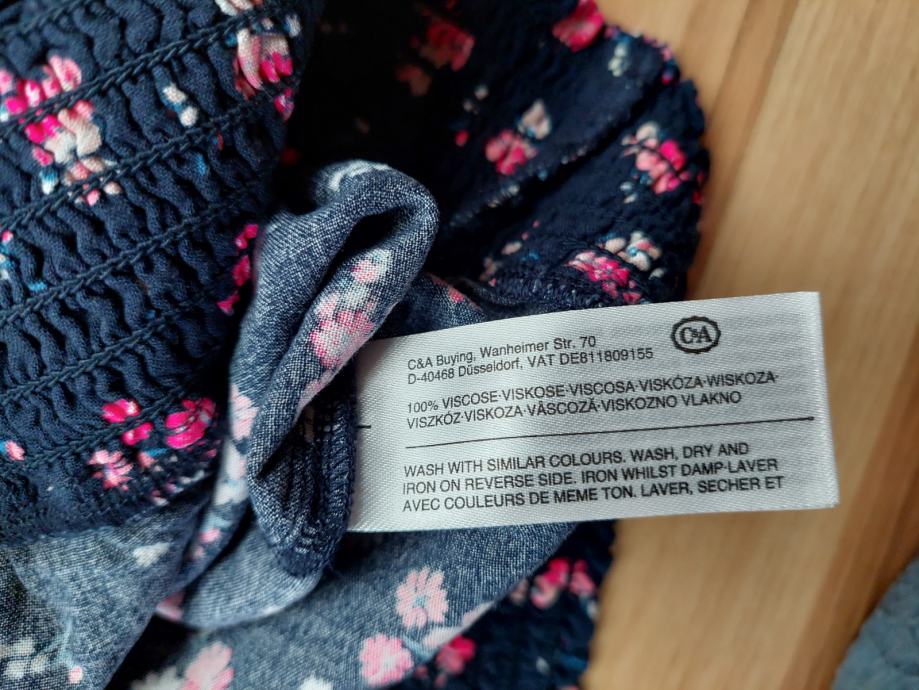 C&A
C&A Buying, Wanheimer Str. 70
D-40468 Düsseldorf, VAT DE811809155
100% VISCOSE·VISKOSE·VISCOSA·VISKÓZA·WISKOZA·
VISZKÓZ·VISKOZA·VÂSCOZĂ·VISKOZNO VLAKNO
WASH WITH SIMILAR COLOURS. WASH, DRY AND
IRON ON REVERSE SIDE. IRON WHILST DAMP-LAVER
AVEC COULEURS DE MEME TON. LAVER, SECHER ET